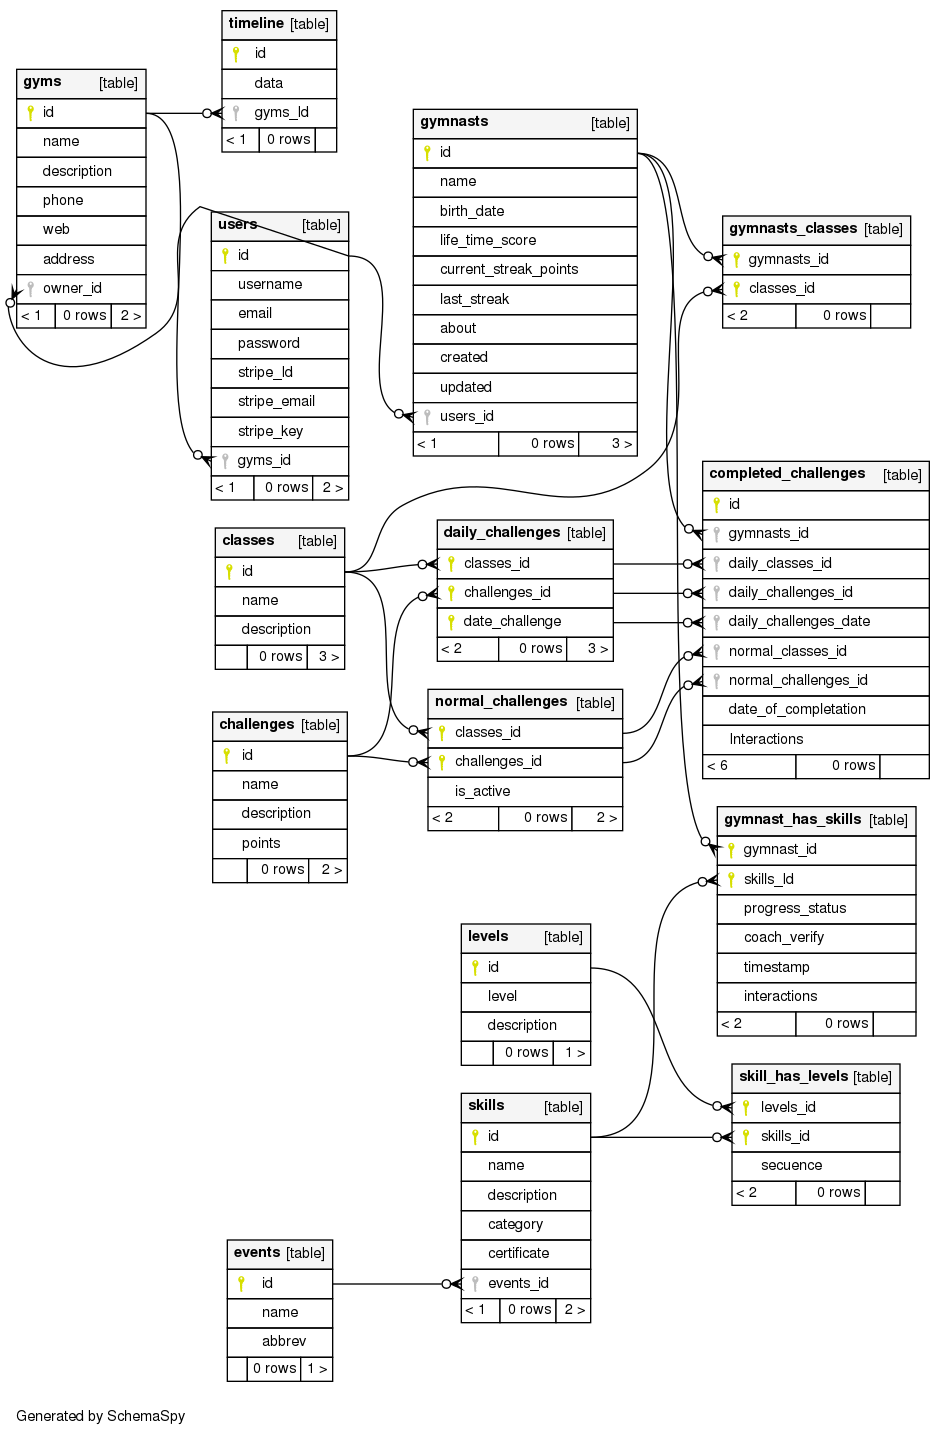 timeline [table]
id
data
gyms_Id
< 1 0 rows
gyms [table]
id
name
description
phone
web
address
owner_id
< 1 0 rows 2 >
users [table]
id
username
email
password
stripe_Id
stripe_email
stripe_key
gyms_id
< 1 0 rows 2 >
gymnasts [table]
id
name
birth_date
life_time_score
current_streak_points
last_streak
about
created
updated
users_id
< 1 0 rows 3 >
gymnasts_classes [table]
gymnasts_id
classes_id
< 2 0 rows
classes [table]
id
name
description
0 rows 3 >
daily_challenges [table]
classes_id
challenges_id
date_challenge
< 2 0 rows 3 >
completed_challenges [table]
id
gymnasts_id
daily_classes_id
daily_challenges_id
daily_challenges_date
normal_classes_id
normal_challenges_id
date_of_completation
Interactions
< 6 0 rows
challenges [table]
id
name
description
points
0 rows 2 >
normal_challenges [table]
classes_id
challenges_id
is_active
< 2 0 rows 2 >
gymnast_has_skills [table]
gymnast_id
skills_Id
progress_status
coach_verify
timestamp
interactions
< 2 0 rows
levels [table]
id
level
description
0 rows 1 >
skill_has_levels [table]
levels_id
skills_id
secuence
< 2 0 rows
skills [table]
id
name
description
category
certificate
events_id
< 1 0 rows 2 >
events [table]
id
name
abbrev
0 rows 1 >
Generated by SchemaSpy